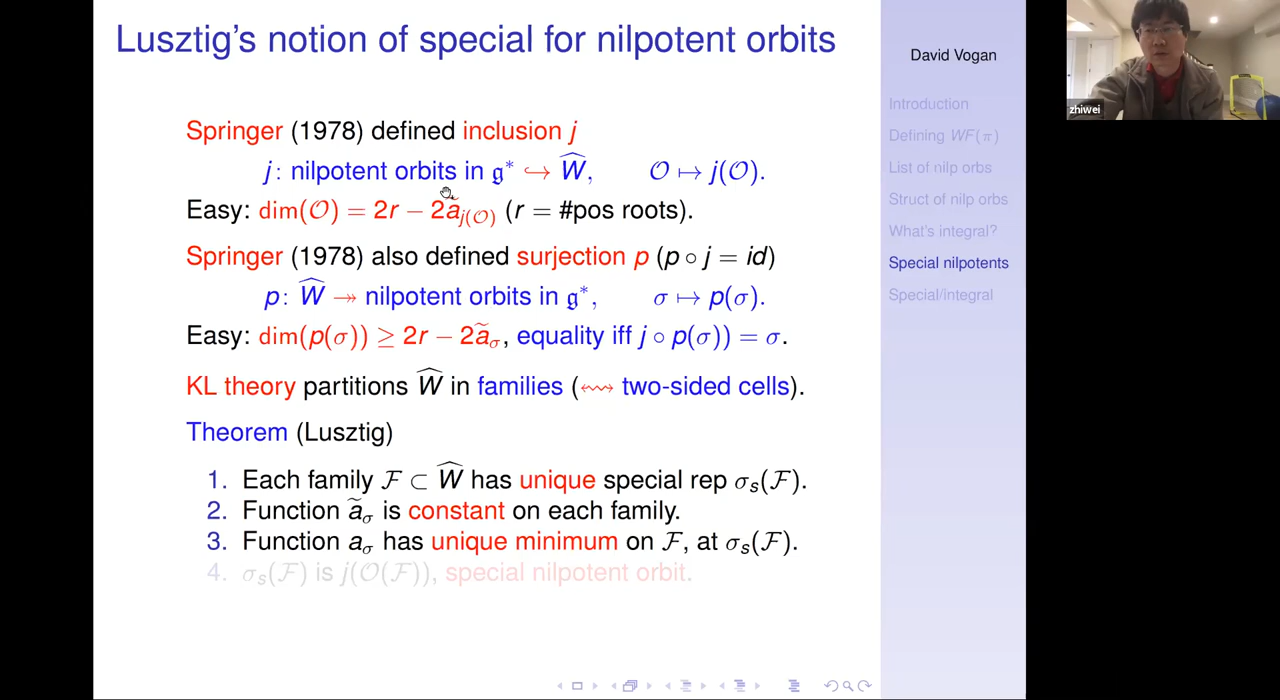 Lusztig's notion of special for nilpotent orbits
David Vogan
zhiwei
Introduction
Defining WF(π)
List of nilp orbs
Struct of nilp orbs
What's integral?
Special nilpotents
Special/integral
Springer (1978) defined inclusion j
j: nilpotent orbits in 𝔤* ↪ Ŵ, 𝒪 ↦ j(𝒪).
Easy: dim(𝒪) = 2r − 2ã_{j(𝒪)} (r = #pos roots).
Springer (1978) also defined surjection p (p ∘ j = id)
p: Ŵ ↠ nilpotent orbits in 𝔤*, σ ↦ p(σ).
Easy: dim(p(σ)) ≥ 2r − 2ã_σ, equality iff j ∘ p(σ)) = σ.
KL theory partitions Ŵ in families (↭ two-sided cells).
Theorem (Lusztig)
1. Each family ℱ ⊂ Ŵ has unique special rep σ_s(ℱ).
2. Function ã_σ is constant on each family.
3. Function a_σ has unique minimum on ℱ, at σ_s(ℱ).
4. σ_s(ℱ) is j(𝒪(ℱ)), special nilpotent orbit.